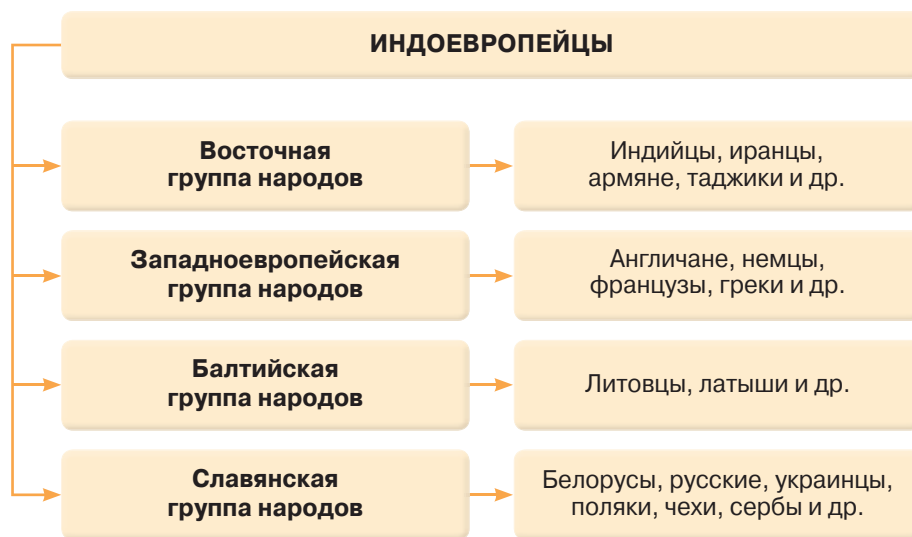 ИНДОЕВРОПЕЙЦЫ
Восточная
группа народов
Индийцы, иранцы,
армяне, таджики и др.
Западноевропейская
группа народов
Англичане, немцы,
французы, греки и др.
Балтийская
группа народов
Литовцы, латыши и др.
Славянская
группа народов
Белорусы, русские, украинцы,
поляки, чехи, сербы и др.